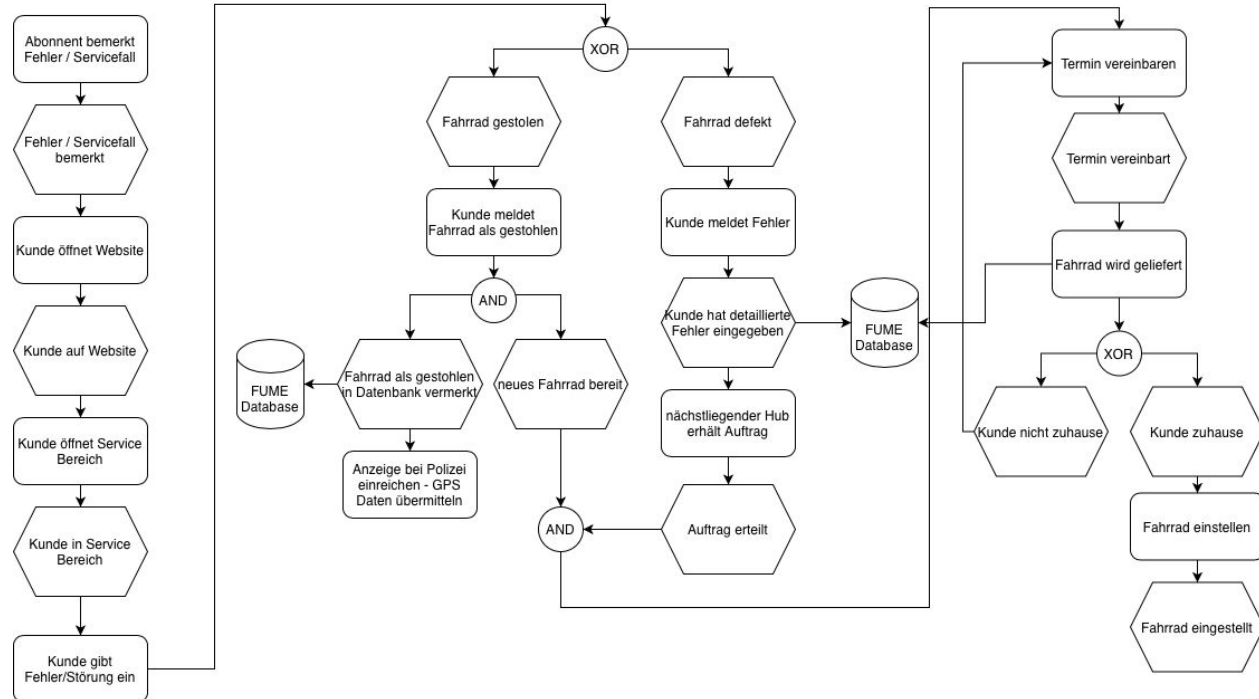 Abonnent bemerkt
Fehler / Servicefall
Fehler / Servicefall
bemerkt
Kunde öffnet Website
Kunde auf Website
Kunde öffnet Service
Bereich
Kunde in Service
Bereich
Kunde gibt
Fehler/Störung ein
XOR
Fahrrad gestolen
Kunde meldet
Fahrrad als gestohlen
AND
FUME
Database
Fahrrad als gestohlen
in Datenbank vermerkt
neues Fahrrad bereit
Anzeige bei Polizei
einreichen - GPS
Daten übermitteln
AND
Fahrrad defekt
Kunde meldet Fehler
Kunde hat detaillierte
Fehler eingegeben
FUME
Database
nächstliegender Hub
erhält Auftrag
Auftrag erteilt
Termin vereinbaren
Termin vereinbart
Fahrrad wird geliefert
XOR
Kunde nicht zuhause
Kunde zuhause
Fahrrad einstellen
Fahrrad eingestellt